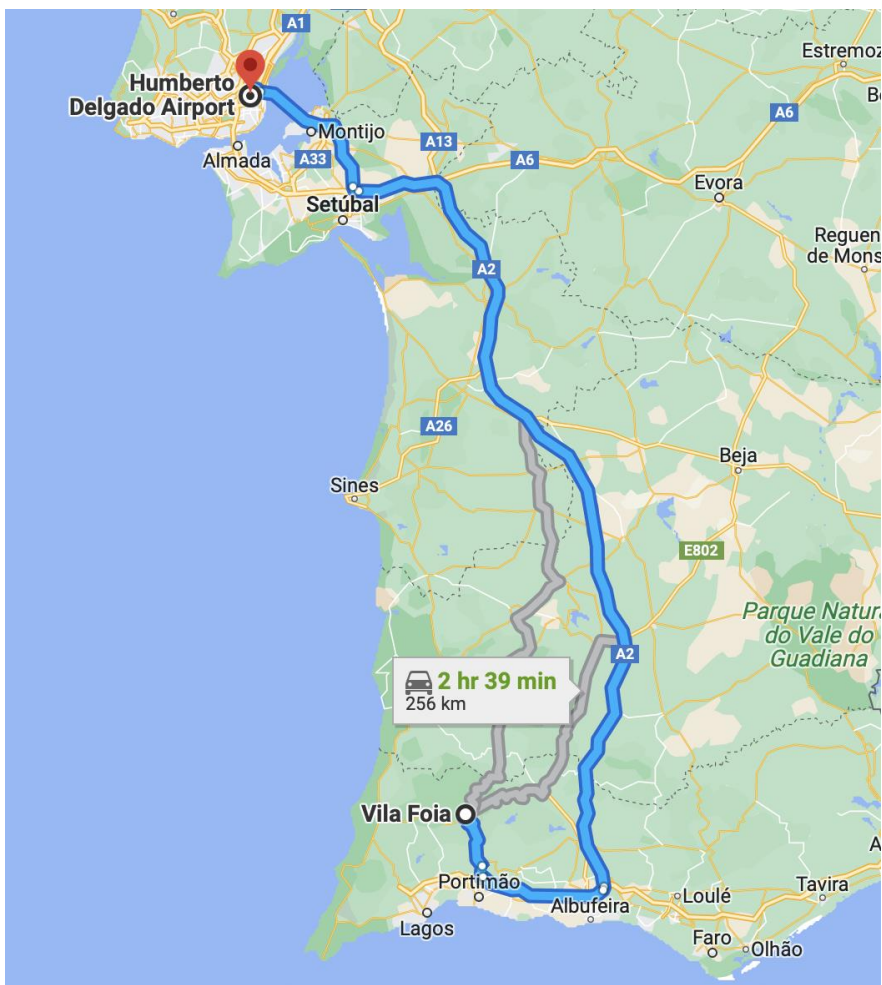 A1
Estremoz
Humberto
Delgado Airport
A6
Montijo
A13
Almada
A33
A6
Evora
Setúbal
Reguen
de Mons
A2
A26
Beja
Sines
E802
Parque Natura
do Vale do
Guadiana
A2
2 hr 39 min
256 km
Vila Foia
Portimão
Albufeira
Loulé
Tavira
Lagos
Faro
Olhão